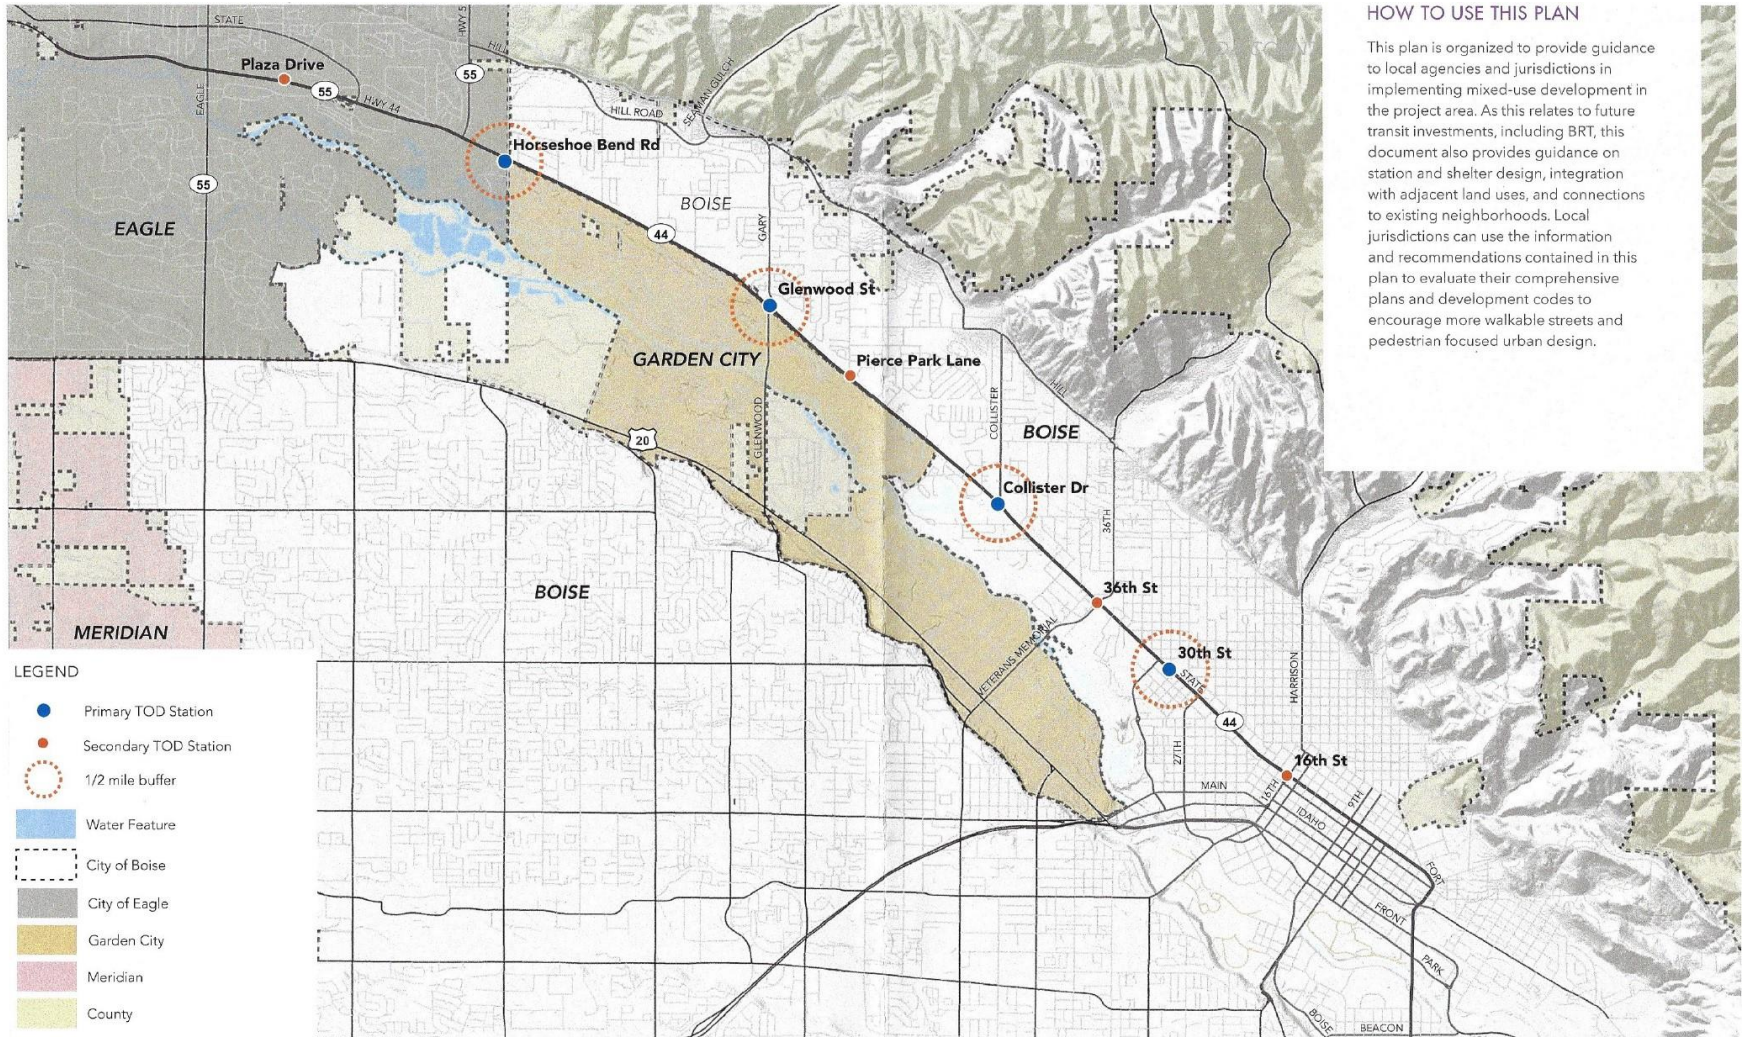 HOW TO USE THIS PLAN
This plan is organized to provide guidance
to local agencies and jurisdictions in
implementing mixed-use development in
the project area. As this relates to future
transit investments, including BRT, this
document also provides guidance on
station and shelter design, integration
with adjacent land uses, and connections
to existing neighborhoods. Local
jurisdictions can use the information
and recommendations contained in this
plan to evaluate their comprehensive
plans and development codes to
encourage more walkable streets and
pedestrian focused urban design.
STATE
HWY 5
HILL
Plaza Drive
55
55
HWY 44
EAGLE
SEAMAN GULCH
HILL ROAD
Horseshoe Bend Rd
55
BOISE
EAGLE
GARY
44
Glenwood St
GARDEN CITY
Pierce Park Lane
HILL
COLLISTER
GLENWOOD
BOISE
20
Collister Dr
36TH
BOISE
36th St
MERIDIAN
VETERANS MEMORIAL
30th St
STATE
HARRISON
44
27TH
16th St
MAIN
16TH
9TH
IDAHO
FORT
FRONT
PARK
BOISE
BEACON
LEGEND
Primary TOD Station
Secondary TOD Station
1/2 mile buffer
Water Feature
City of Boise
City of Eagle
Garden City
Meridian
County